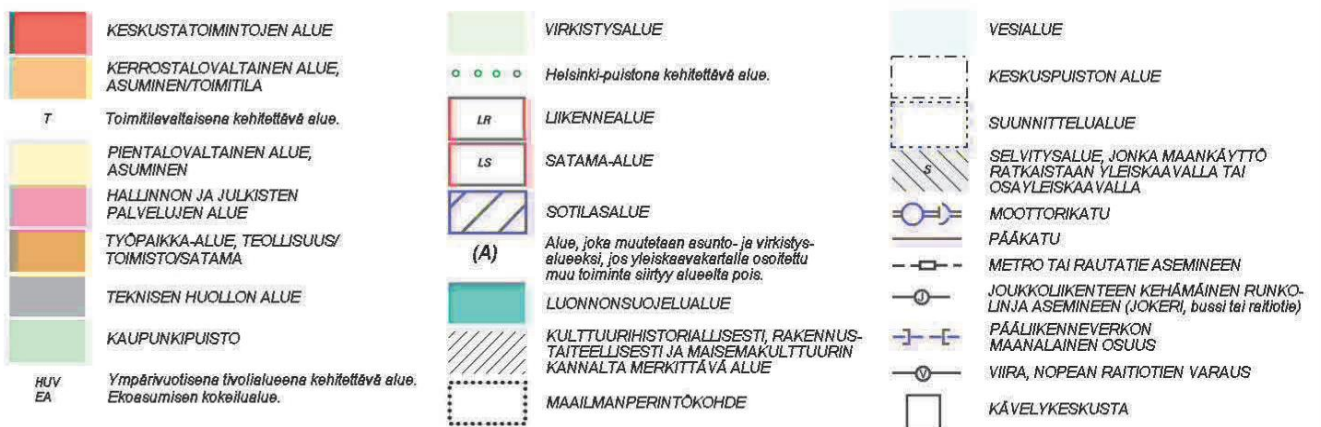 KESKUSTATOIMINTOJEN ALUE
KERROSTALOVALTAINEN ALUE,
ASUMINEN/TOIMITILA
T Toimitilavaltaisena kehitettävä alue.
PIENTALOVALTAINEN ALUE,
ASUMINEN
HALLINNON JA JULKISTEN
PALVELUJEN ALUE
TYÖPAIKKA-ALUE, TEOLLISUUS/
TOIMISTO/SATAMA
TEKNISEN HUOLLON ALUE
KAUPUNKIPUISTO
HUV Ympärivuotisena tivolialueena kehitettävä alue.
EA Ekoasumisen kokeilualue.
VIRKISTYSALUE
Helsinki-puistona kehitettävä alue.
LR LIIKENNEALUE
LS SATAMA-ALUE
SOTILASALUE
(A) Alue, joka muutetaan asunto- ja virkistys-
alueeksi, jos yleiskaavakartalla osoitettu
muu toiminta siirtyy alueelta pois.
LUONNONSUOJELUALUE
KULTTUURIHISTORIALLISESTI, RAKENNUS-
TAITEELLISESTI JA MAISEMAKULTTUURIN
KANNALTA MERKITTÄVÄ ALUE
MAAILMANPERINTÖKOHDE
VESIALUE
KESKUSPUISTON ALUE
SUUNNITTELUALUE
S SELVITYSALUE, JONKA MAANKÄYTTÖ
RATKAISTAAN YLEISKAAVALLA TAI
OSAYLEISKAAVALLA
MOOTTORIKATU
PÄÄKATU
METRO TAI RAUTATIE ASEMINEEN
J JOUKKOLIIKENTEEN KEHÄMÄINEN RUNKO-
LINJA ASEMINEEN (JOKERI, bussi tai raitiotie)
PÄÄLIIKENNEVERKON
MAANALAINEN OSUUS
V VIIRA, NOPEAN RAITIOTIEN VARAUS
KÄVELYKESKUSTA